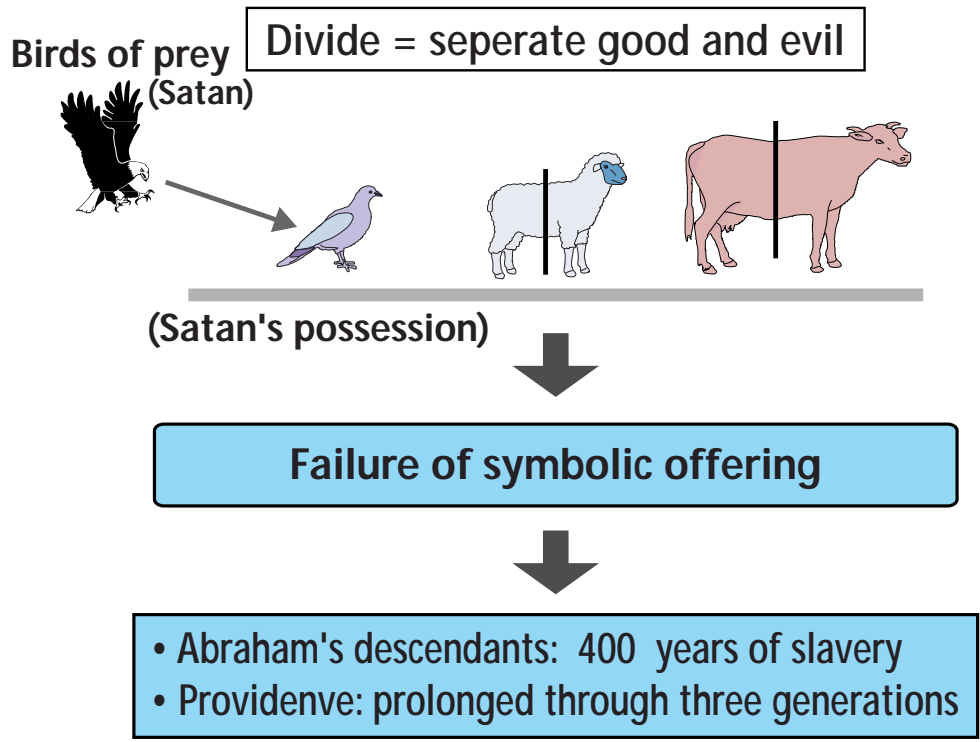 Divide = seperate good and evil
Birds of prey
(Satan)
(Satan's possession)
Failure of symbolic offering
• Abraham's descendants: 400 years of slavery
• Providenve: prolonged through three generations